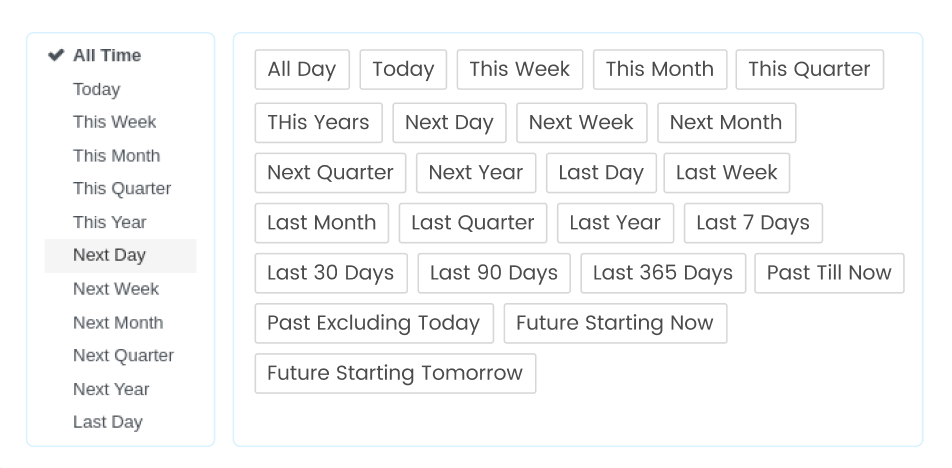 All Time
Today
This Week
This Month
This Quarter
This Year
Next Day
Next Week
Next Month
Next Quarter
Next Year
Last Day
All Day Today This Week This Month This Quarter
THis Years Next Day Next Week Next Month
Next Quarter Next Year Last Day Last Week
Last Month Last Quarter Last Year Last 7 Days
Last 30 Days Last 90 Days Last 365 Days Past Till Now
Past Excluding Today Future Starting Now
Future Starting Tomorrow